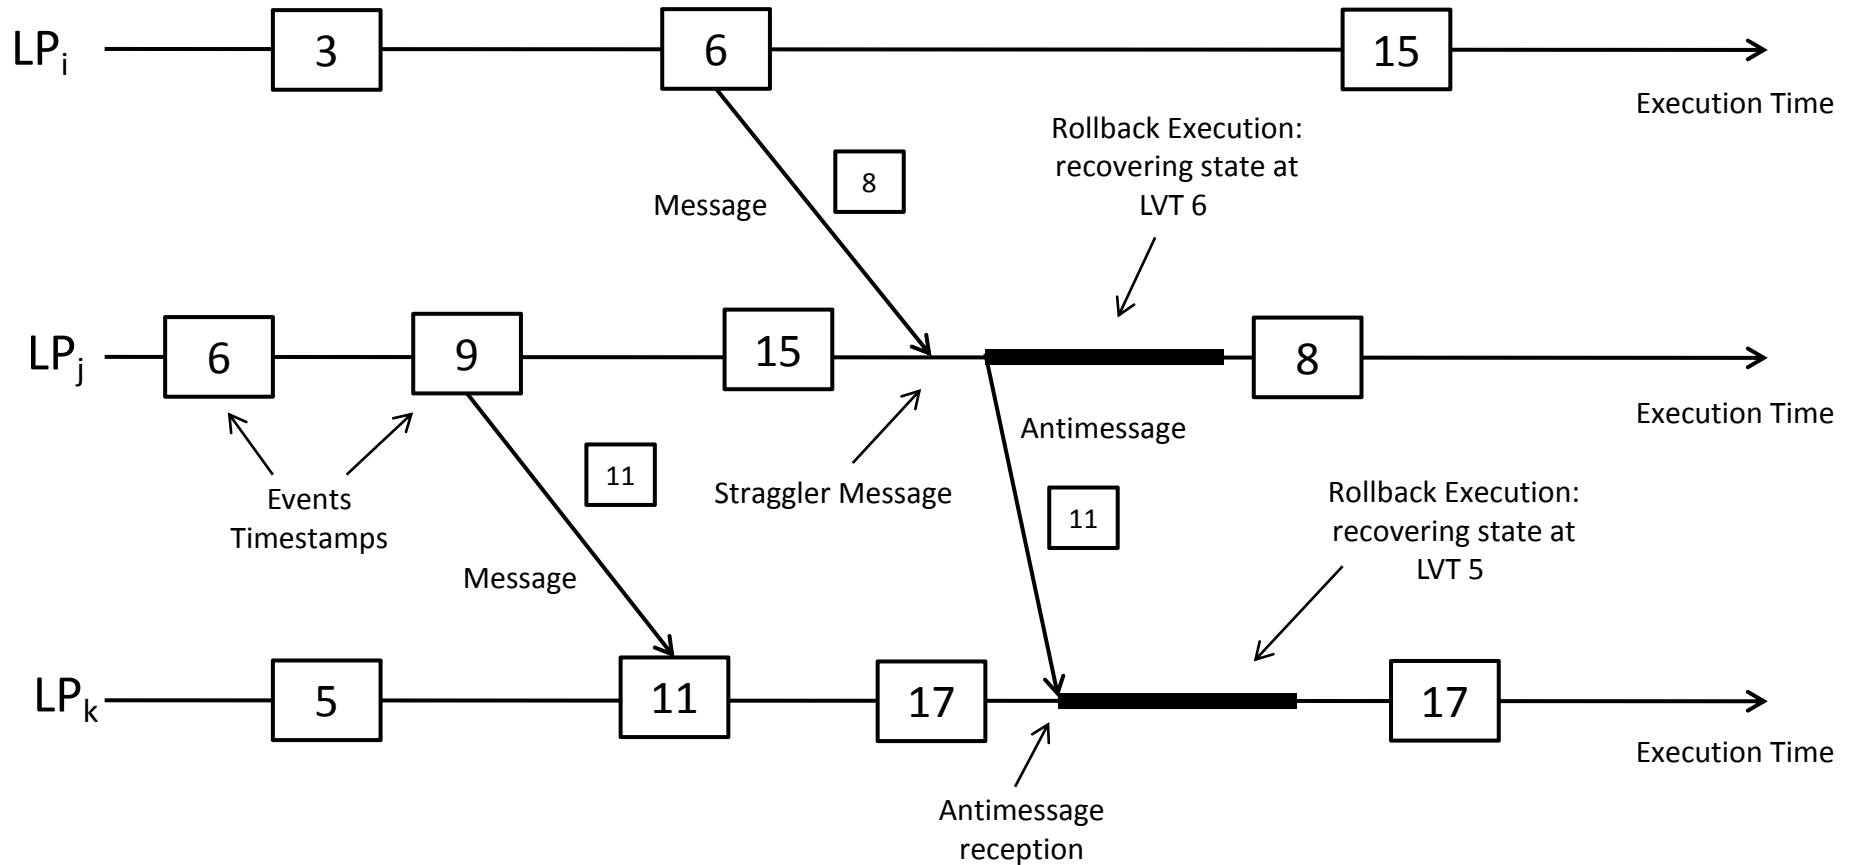 LPi
3
6
15
Execution Time
Rollback Execution:
recovering state at
LVT 6
8
Message
LPj
6
9
15
8
Execution Time
Antimessage
Events
Timestamps
11
Straggler Message
11
Rollback Execution:
recovering state at
LVT 5
Message
LPk
5
11
17
17
Execution Time
Antimessage
reception